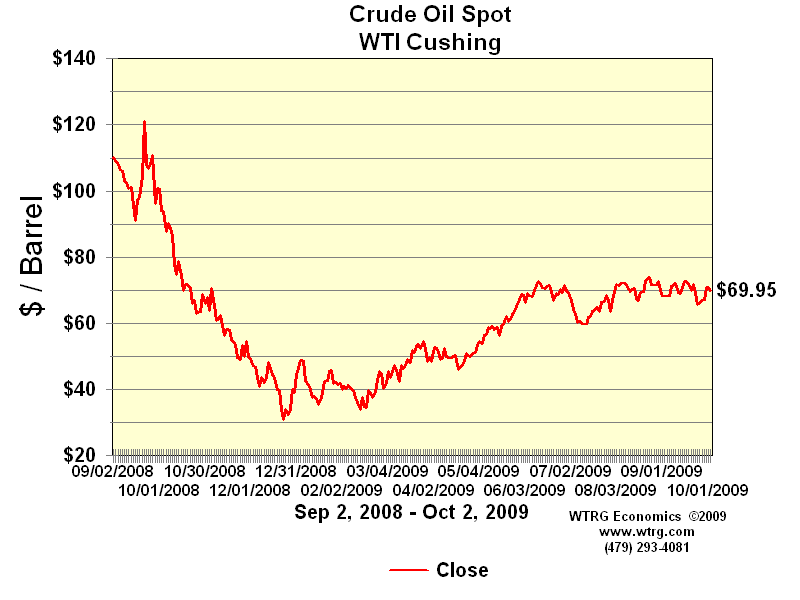 Crude Oil Spot
WTI Cushing
$140
$120
$100
$80
$60
$40
$20
$ / Barrel
$69.95
09/02/2008 10/30/2008 12/31/2008 03/04/2009 05/04/2009 07/02/2009 09/01/2009
10/01/2008 12/01/2008 02/02/2009 04/02/2009 06/03/2009 08/03/2009 10/01/2009
Sep 2, 2008 - Oct 2, 2009
WTRG Economics ©2009
www.wtrg.com
(479) 293-4081
Close